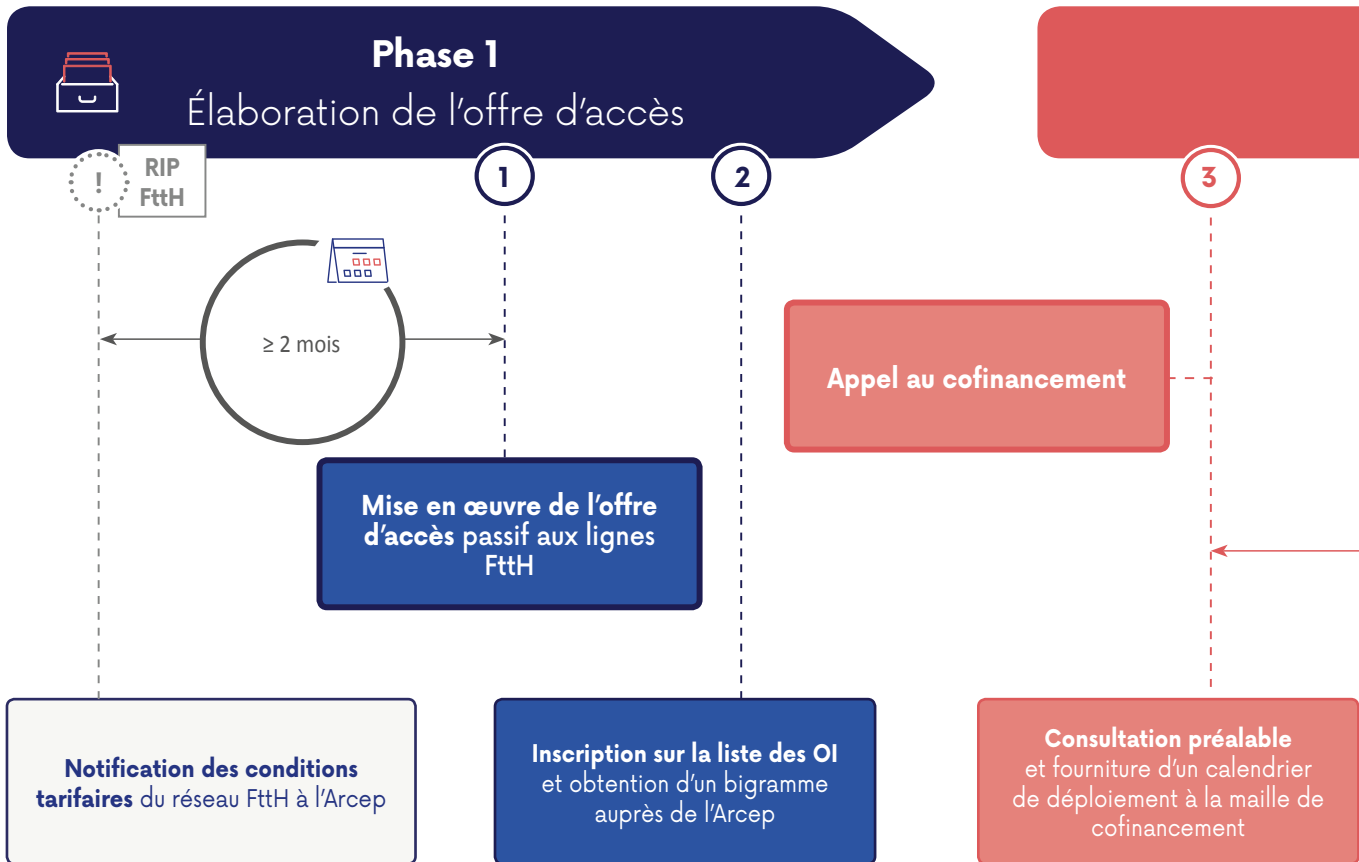 Phase 1
Élaboration de l'offre d'accès
!
RIP
FttH
1
2
3
≥ 2 mois
Appel au cofinancement
Mise en œuvre de l'offre
d'accès passif aux lignes
FttH
Notification des conditions
tarifaires du réseau FttH à l'Arcep
Inscription sur la liste des OI
et obtention d'un bigramme
auprès de l'Arcep
Consultation préalable
et fourniture d'un calendrier
de déploiement à la maille de
cofinancement